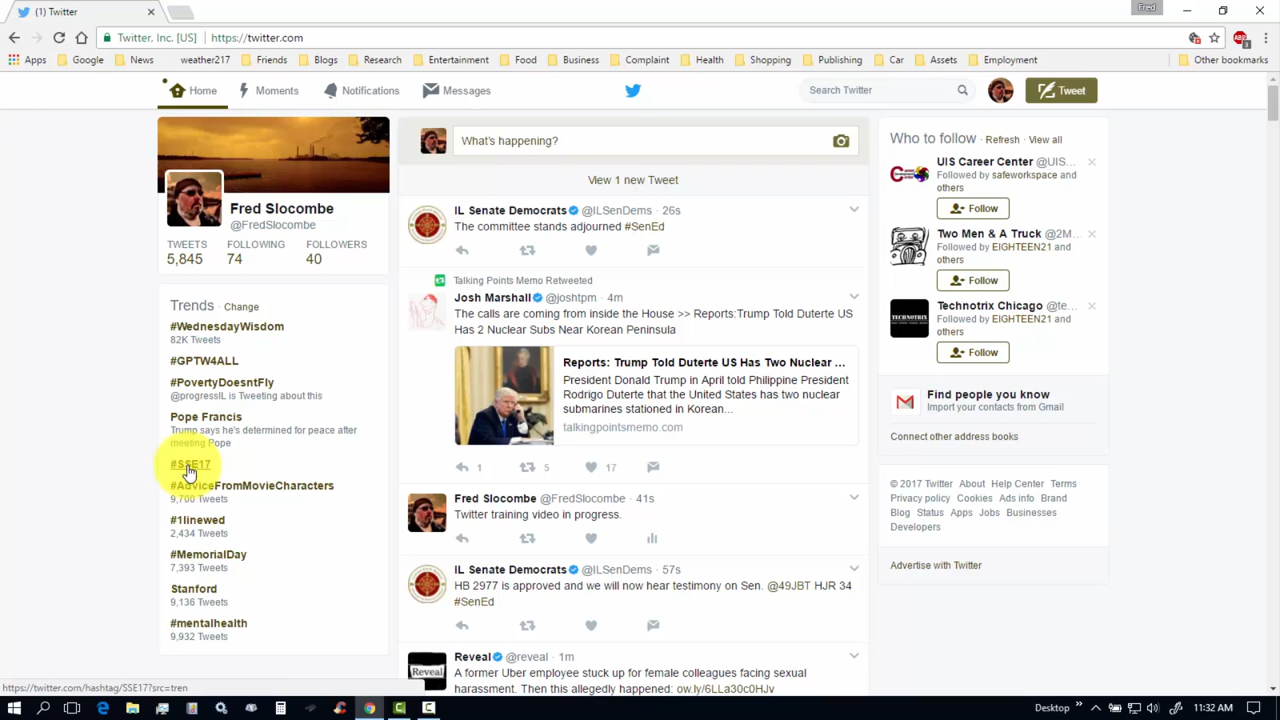 (1) Twitter
Fred
Twitter, Inc. [US] https://twitter.com
Apps Google News weather217 Friends Blogs Research Entertainment Food Business Complaint Health Shopping Publishing Car Assets Employment Other bookmarks
Home Moments Notifications Messages Search Twitter Tweet
Fred Slocombe
@FredSlocombe
TWEETS FOLLOWING FOLLOWERS
5,845 74 40
Trends · Change
#WednesdayWisdom
82K Tweets
#GPTW4ALL
#PovertyDoesntFly
@progressIL is Tweeting about this
Pope Francis
Trump says he's determined for peace after
meeting Pope
#SSE17
#AdviceFromMovieCharacters
9,700 Tweets
#1linewed
2,434 Tweets
#MemorialDay
7,393 Tweets
Stanford
9,136 Tweets
#mentalhealth
9,932 Tweets
What's happening?
View 1 new Tweet
IL Senate Democrats @ILSenDems · 26s
The committee stands adjourned #SenEd
Talking Points Memo Retweeted
Josh Marshall @joshtpm · 4m
The calls are coming from inside the House >> Reports:Trump Told Duterte US
Has 2 Nuclear Subs Near Korean Peninsula
Reports: Trump Told Duterte US Has Two Nuclear ...
President Donald Trump in April told Philippine President
Rodrigo Duterte that the United States has two nuclear
submarines stationed in Korean...
talkingpointsmemo.com
1 5 17
Fred Slocombe @FredSlocombe · 41s
Twitter training video in progress.
IL Senate Democrats @ILSenDems · 57s
HB 2977 is approved and we will now hear testimony on Sen. @49JBT HJR 34
#SenEd
Reveal @reveal · 1m
Reveal
A former Uber employee stuck up for female colleagues facing sexual
harassment. Then this allegedly happened: ow.ly/6LLa30c0HJv
Who to follow · Refresh · View all
UIS Career Center @UIS...
Followed by safeworkspace and
others
Follow
Two Men & A Truck @2M...
Followed by EIGHTEEN21 and
others
Follow
Technotrix Chicago @te...
TECHNOTRIX
Followed by EIGHTEEN21 and
others
Follow
Find people you know
Import your contacts from Gmail
Connect other address books
© 2017 Twitter About Help Center Terms
Privacy policy Cookies Ads info Brand
Blog Status Apps Jobs Businesses
Developers
Advertise with Twitter
https://twitter.com/hashtag/SSE17?src=tren
Desktop 11:32 AM